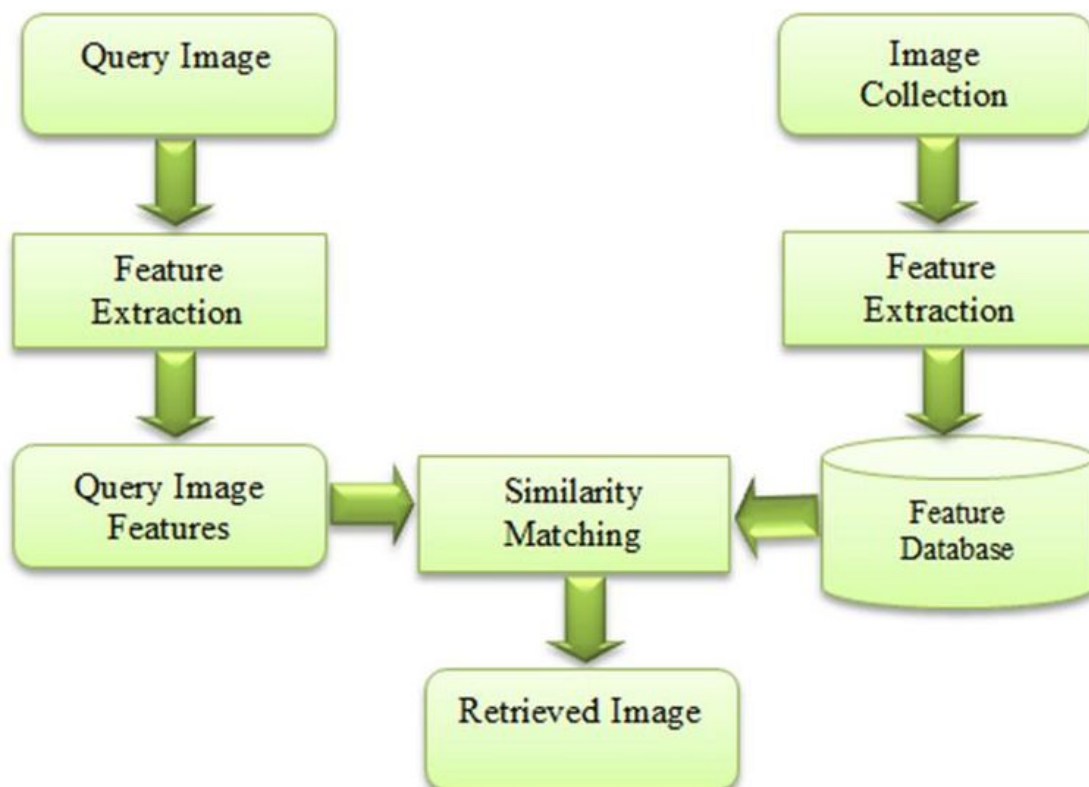 Query Image
Image
Collection
Feature
Extraction
Feature
Extraction
Query Image
Features
Similarity
Matching
Feature
Database
Retrieved Image